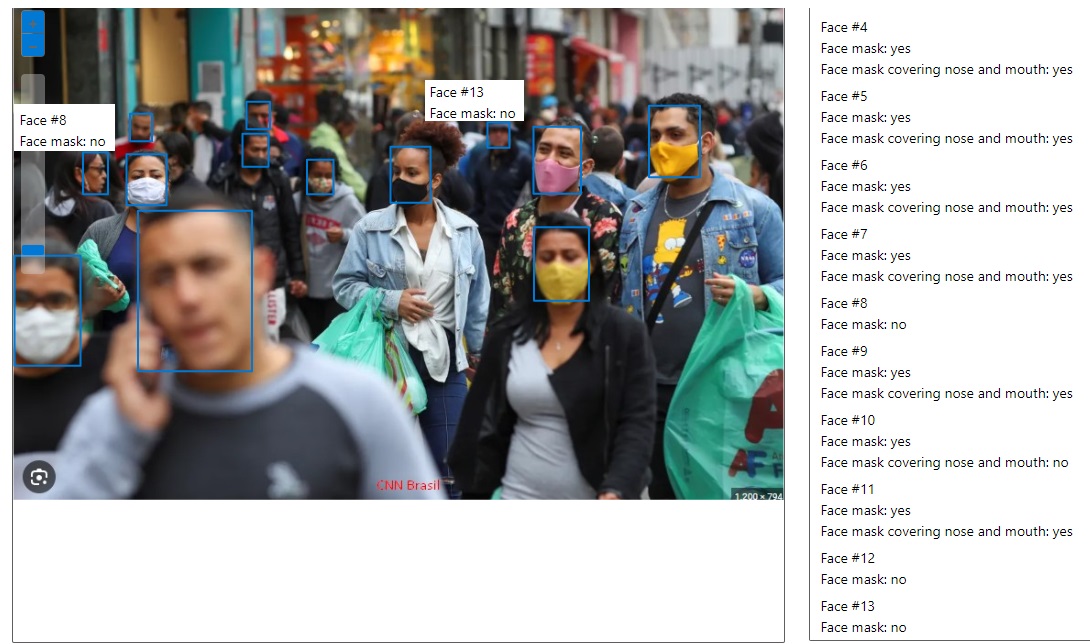 Face #8
Face mask: no
Face #13
Face mask: no
NASA
CNN Brasil
1,200 × 794
Face #4
Face mask: yes
Face mask covering nose and mouth: yes
Face #5
Face mask: yes
Face mask covering nose and mouth: yes
Face #6
Face mask: yes
Face mask covering nose and mouth: yes
Face #7
Face mask: yes
Face mask covering nose and mouth: yes
Face #8
Face mask: no
Face #9
Face mask: yes
Face mask covering nose and mouth: yes
Face #10
Face mask: yes
Face mask covering nose and mouth: no
Face #11
Face mask: yes
Face mask covering nose and mouth: yes
Face #12
Face mask: no
Face #13
Face mask: no